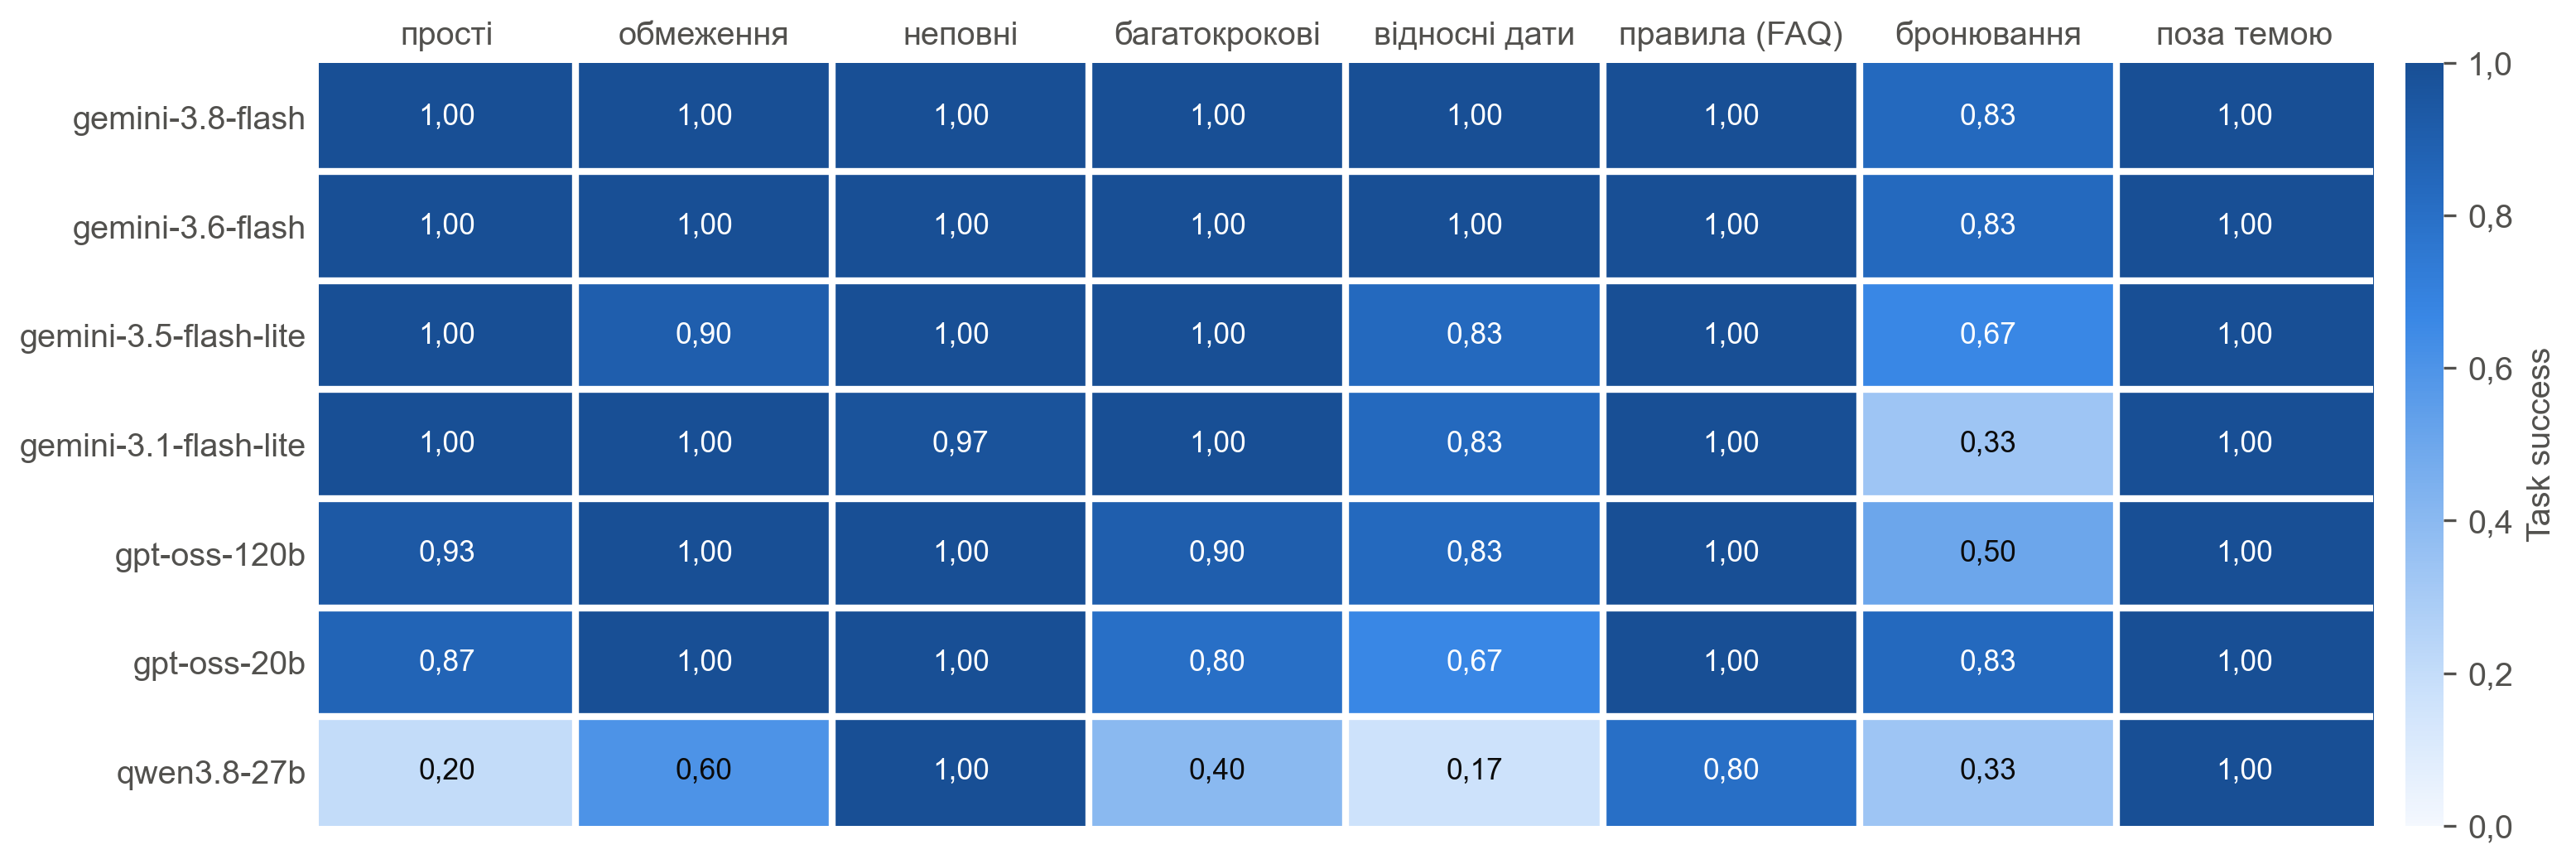 прості обмеження неповні багатокрокові відносні дати правила (FAQ) бронювання поза темою
gemini-3.8-flash 1,00 1,00 1,00 1,00 1,00 1,00 0,83 1,00
gemini-3.6-flash 1,00 1,00 1,00 1,00 1,00 1,00 0,83 1,00
gemini-3.5-flash-lite 1,00 0,90 1,00 1,00 0,83 1,00 0,67 1,00
gemini-3.1-flash-lite 1,00 1,00 0,97 1,00 0,83 1,00 0,33 1,00
gpt-oss-120b 0,93 1,00 1,00 0,90 0,83 1,00 0,50 1,00
gpt-oss-20b 0,87 1,00 1,00 0,80 0,67 1,00 0,83 1,00
qwen3.8-27b 0,20 0,60 1,00 0,40 0,17 0,80 0,33 1,00
1,0
0,8
0,6
0,4
0,2
0,0
Task success